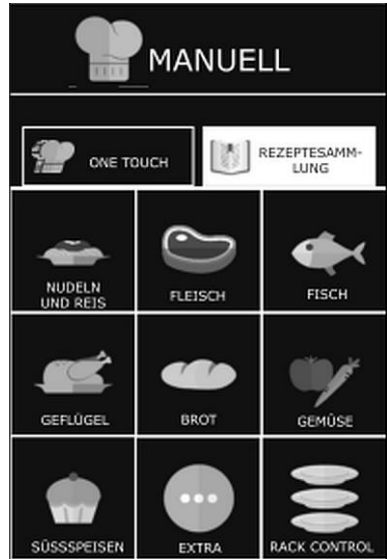 MANUELL
ONE TOUCH
REZEPTESAMM-
LUNG
NUDELN
UND REIS
FLEISCH
FISCH
GEFLÜGEL
BROT
GEMÜSE
SÜSSSPEISEN
EXTRA
RACK CONTROL